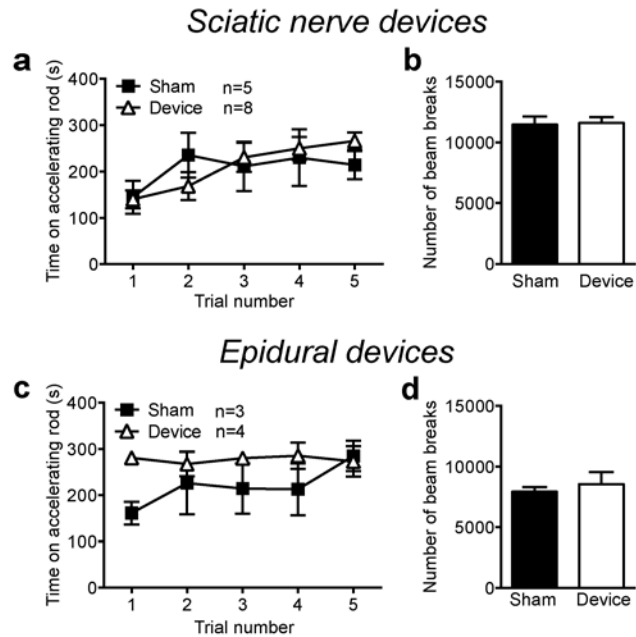 Sciatic nerve devices
a
Time on accelerating rod (s)
400
300
200
100
0
Sham n=5
Device n=8
1 2 3 4 5
Trial number
b
Number of beam breaks
15000
10000
5000
0
Sham Device
Epidural devices
c
Time on accelerating rod (s)
400
300
200
100
0
Sham n=3
Device n=4
1 2 3 4 5
Trial number
d
Number of beam breaks
15000
10000
5000
0
Sham Device